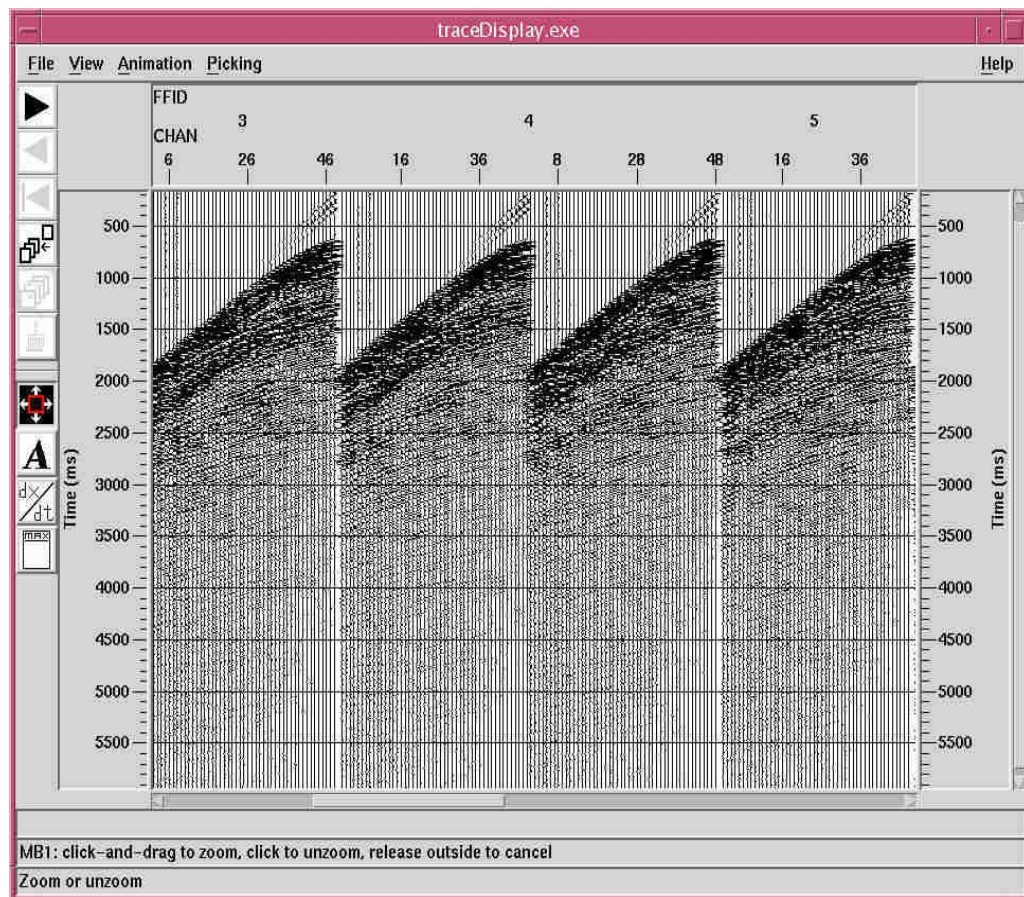 traceDisplay.exe
File View Animation Picking Help
FFID
3 4 5
CHAN
6 26 46 16 36 8 28 48 16 36
500 500
1000 1000
1500 1500
2000 2000
A
2500 2500
Time (ms) Time (ms)
dx/dt
3000 3000
max
3500 3500
4000 4000
4500 4500
5000 5000
5500 5500
MB1: click-and-drag to zoom, click to unzoom, release outside to cancel
Zoom or unzoom